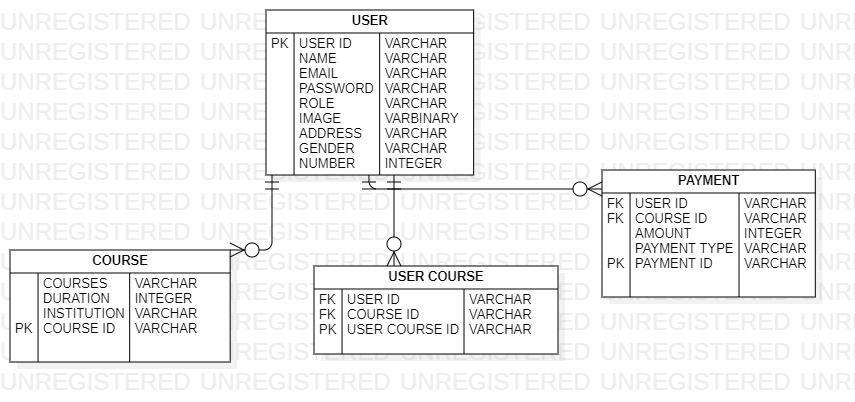 USER
PK USER ID VARCHAR
NAME VARCHAR
EMAIL VARCHAR
PASSWORD VARCHAR
ROLE VARCHAR
IMAGE VARBINARY
ADDRESS VARCHAR
GENDER VARCHAR
NUMBER INTEGER
COURSE
COURSES VARCHAR
DURATION INTEGER
INSTITUTION VARCHAR
PK COURSE ID VARCHAR
USER COURSE
FK USER ID VARCHAR
FK COURSE ID VARCHAR
PK USER COURSE ID VARCHAR
PAYMENT
FK USER ID VARCHAR
FK COURSE ID VARCHAR
AMOUNT INTEGER
PAYMENT TYPE VARCHAR
PK PAYMENT ID VARCHAR
UNREGISTERED UNREGISTERED UNREGISTERED UNREGISTERED